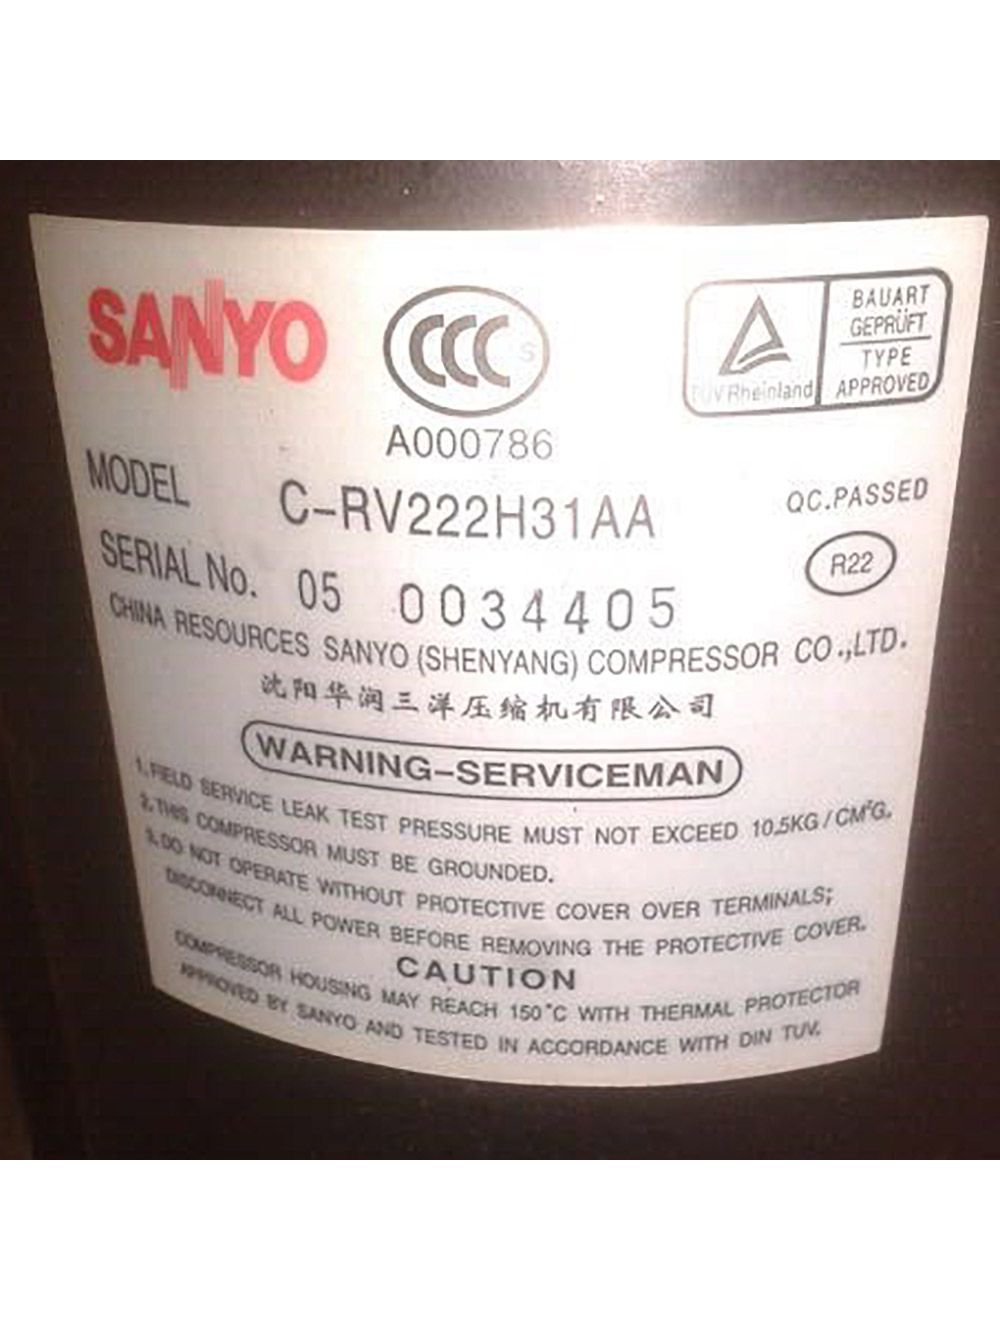 SANYO
CCC S
A000786
TÜVRheinland
BAUART
GEPRÜFT
TYPE
APPROVED
MODEL C-RV222H31AA
QC.PASSED
R22
SERIAL No. 05 0034405
CHINA RESOURCES SANYO (SHENYANG) COMPRESSOR CO.,LTD.
沈阳华润三洋压缩机有限公司
WARNING-SERVICEMAN
1. FIELD SERVICE LEAK TEST PRESSURE MUST NOT EXCEED 10.5KG/CM²G.
2. THIS COMPRESSOR MUST BE GROUNDED.
3. DO NOT OPERATE WITHOUT PROTECTIVE COVER OVER TERMINALS;
DISCONNECT ALL POWER BEFORE REMOVING THE PROTECTIVE COVER.
CAUTION
COMPRESSOR HOUSING MAY REACH 150°C WITH THERMAL PROTECTOR
APPROVED BY SANYO AND TESTED IN ACCORDANCE WITH DIN TUV.